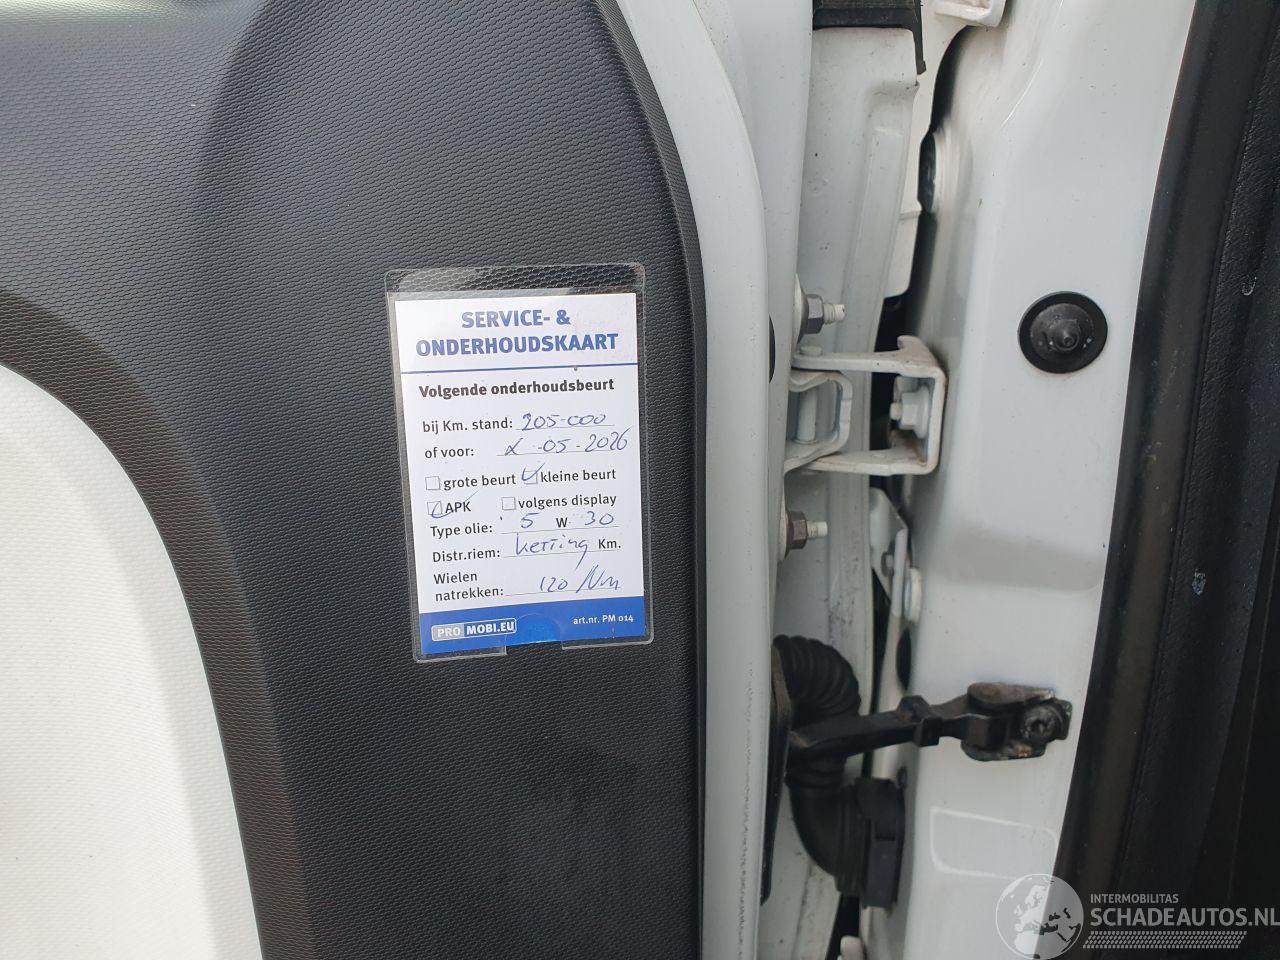 SERVICE- &
ONDERHOUDSKAART
Volgende onderhoudsbeurt
bij Km. stand: 205-000
of voor: -05-2026
grote beurt kleine beurt
APK volgens display
Type olie: 5 W 30
Distr.riem: ketting Km.
Wielen
natrekken: 120 Nm
PRO MOBI.EU art.nr. PM 014
INTERMOBILITAS
SCHADEAUTOS.NL